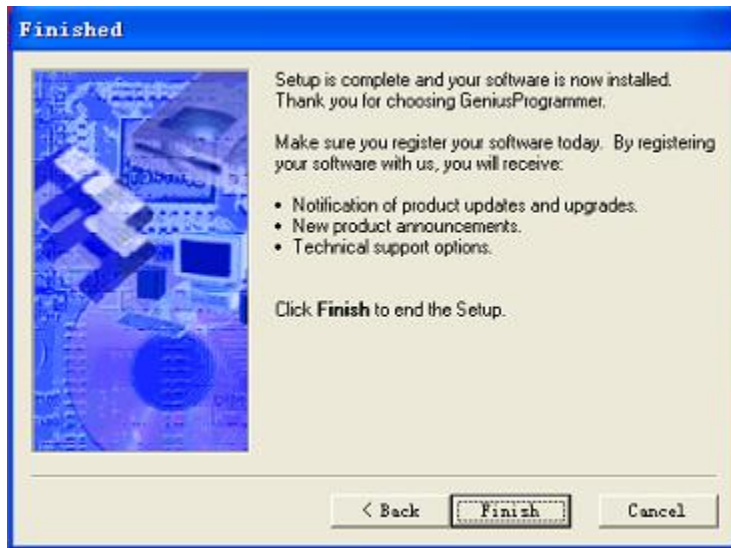 Finished
Setup is complete and your software is now installed.
Thank you for choosing GeniusProgrammer.
Make sure you register your software today. By registering
your software with us, you will receive:
• Notification of product updates and upgrades.
• New product announcements.
• Technical support options.
Click Finish to end the Setup.
< Back
Finish
Cancel